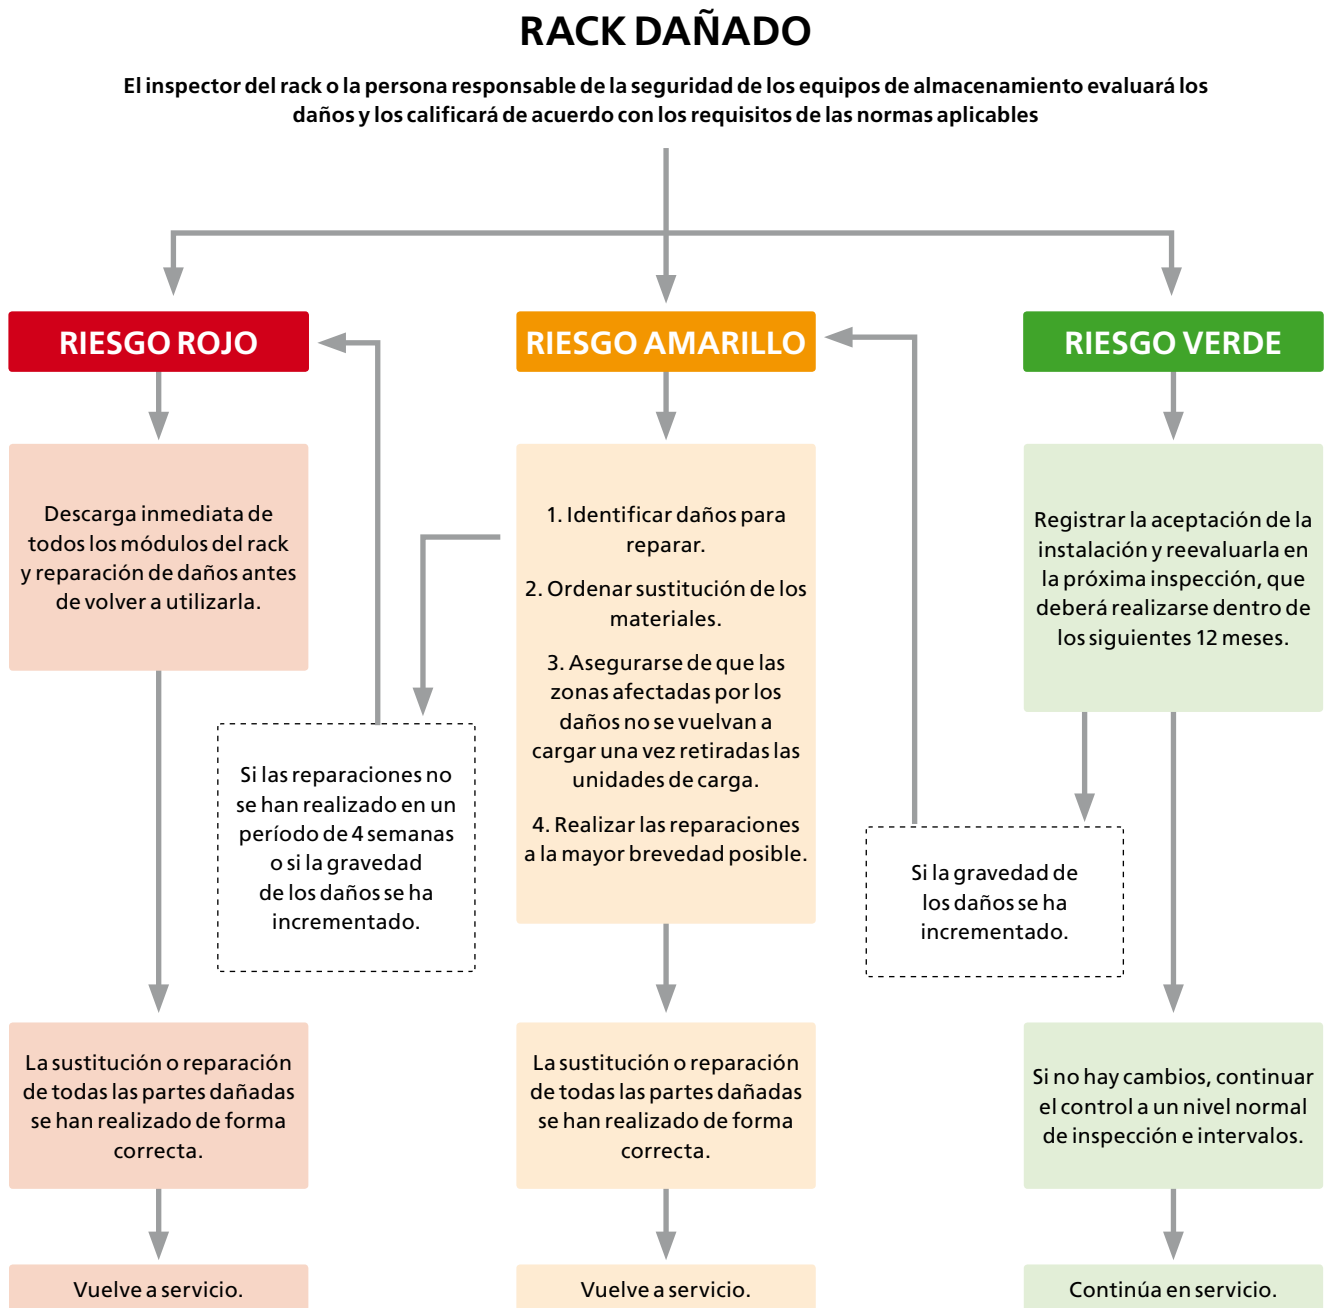 RACK DAÑADO
El inspector del rack o la persona responsable de la seguridad de los equipos de almacenamiento evaluará los
daños y los calificará de acuerdo con los requisitos de las normas aplicables
RIESGO ROJO
Descarga inmediata de
todos los módulos del rack
y reparación de daños antes
de volver a utilizarla.
Si las reparaciones no
se han realizado en un
período de 4 semanas
o si la gravedad
de los daños se ha
incrementado.
La sustitución o reparación
de todas las partes dañadas
se han realizado de forma
correcta.
Vuelve a servicio.
RIESGO AMARILLO
1. Identificar daños para
reparar.
2. Ordenar sustitución de los
materiales.
3. Asegurarse de que las
zonas afectadas por los
daños no se vuelvan a
cargar una vez retiradas las
unidades de carga.
4. Realizar las reparaciones
a la mayor brevedad posible.
La sustitución o reparación
de todas las partes dañadas
se han realizado de forma
correcta.
Vuelve a servicio.
RIESGO VERDE
Registrar la aceptación de la
instalación y reevaluarla en
la próxima inspección, que
deberá realizarse dentro de
los siguientes 12 meses.
Si la gravedad de
los daños se ha
incrementado.
Si no hay cambios, continuar
el control a un nivel normal
de inspección e intervalos.
Continúa en servicio.